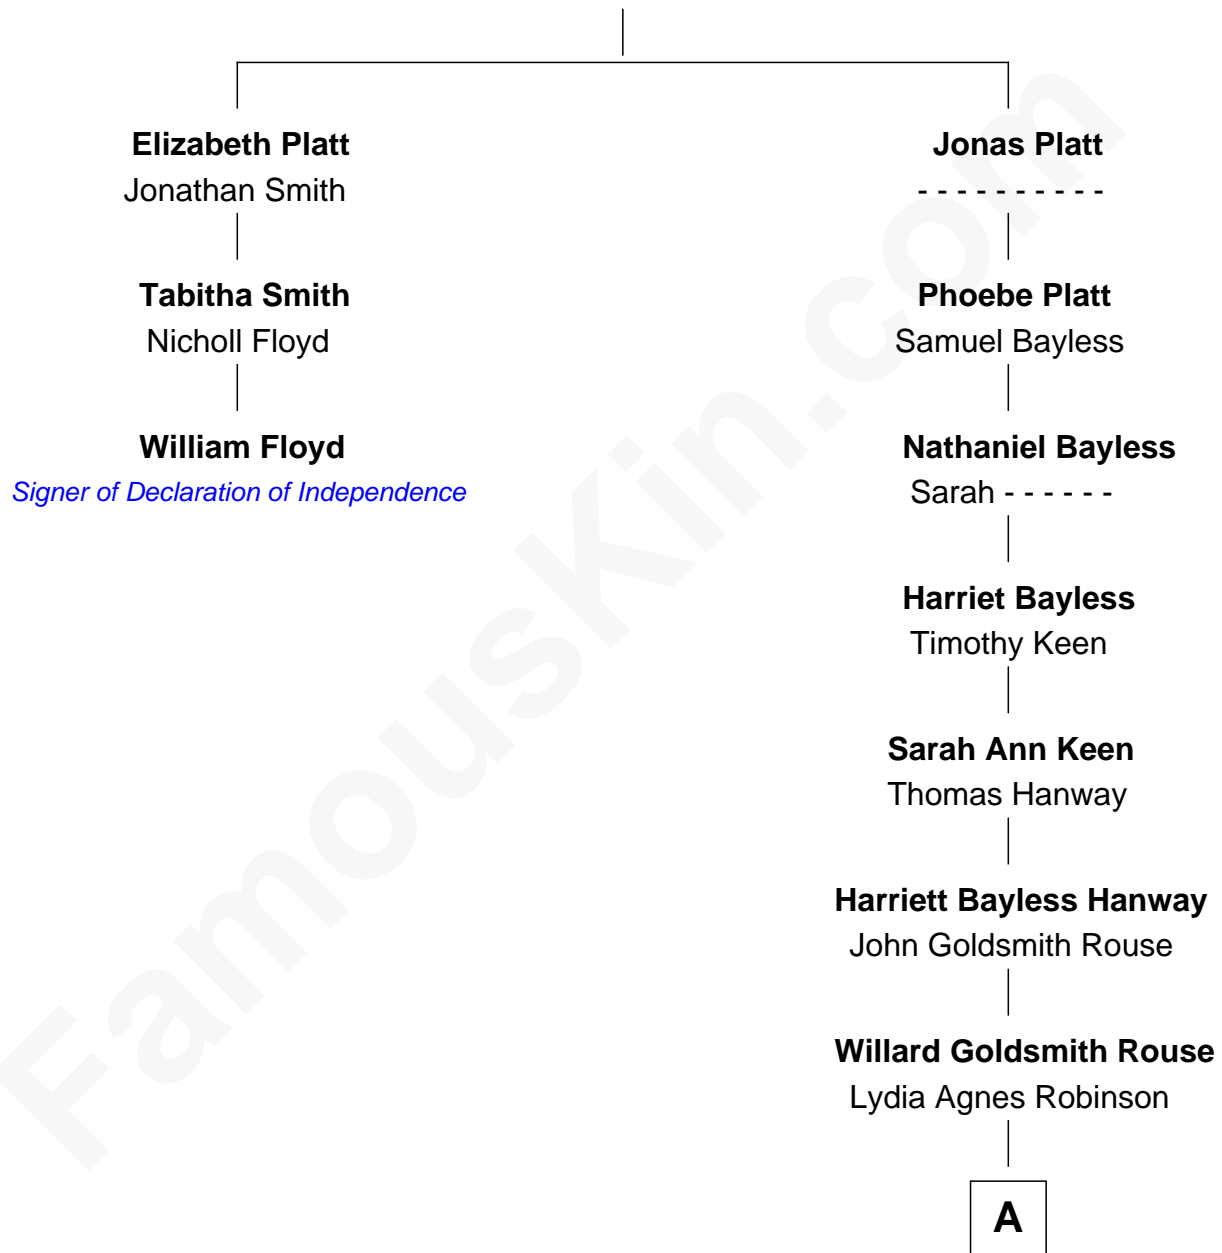 Elizabeth Platt
Jonathan Smith
Tabitha Smith
Nicholl Floyd
William Floyd
Signer of Declaration of Independence
Jonas Platt
- - - - - - - - - -
Phoebe Platt
Samuel Bayless
Nathaniel Bayless
Sarah - - - - - -
Harriet Bayless
Timothy Keen
Sarah Ann Keen
Thomas Hanway
Harriett Bayless Hanway
John Goldsmith Rouse
Willard Goldsmith Rouse
Lydia Agnes Robinson
A
FamousKin.com